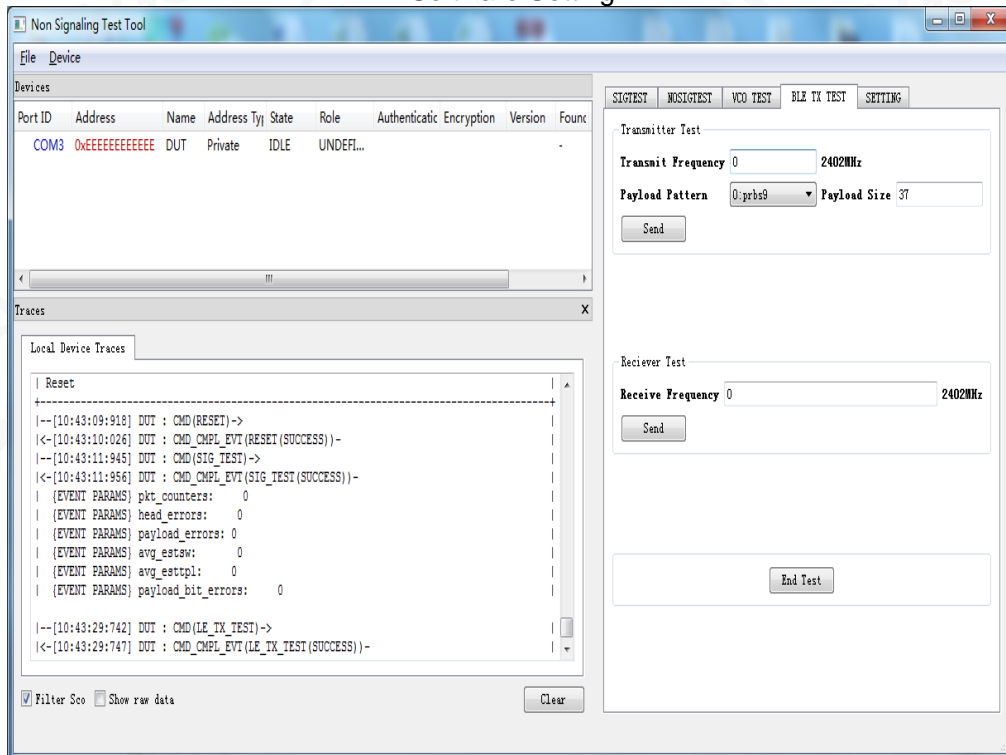 Software Setting
Non Signaling Test Tool
File Device
Devices
Port ID Address Name Address Ty State Role Authenticatic Encryption Version Found
COM3 0xEEEEEEEEEEEE DUT Private IDLE UNDEFI... -
Traces X
Local Device Traces
| Reset |
+--------------------------------------------------------------------------------+
|--[10:43:09:918] DUT : CMD(RESET)-> |
|<-[10:43:10:026] DUT : CMD_CMPL_EVT(RESET(SUCCESS))- |
|--[10:43:11:945] DUT : CMD(SIG_TEST)-> |
|<-[10:43:11:956] DUT : CMD_CMPL_EVT(SIG_TEST(SUCCESS))- |
| {EVENT PARAMS} pkt_counters: 0 |
| {EVENT PARAMS} head_errors: 0 |
| {EVENT PARAMS} payload_errors: 0 |
| {EVENT PARAMS} avg_estsw: 0 |
| {EVENT PARAMS} avg_esttpl: 0 |
| {EVENT PARAMS} payload_bit_errors: 0 |
|--[10:43:29:742] DUT : CMD(LE_TX_TEST)-> |
|<-[10:43:29:747] DUT : CMD_CMPL_EVT(LE_TX_TEST(SUCCESS))-
Filter Sco Show raw data Clear
SIGTEST NOSIGTEST VCO TEST BLE TX TEST SETTING
Transmitter Test
Transmit Frequency 0 2402MHz
Payload Pattern 0:prbs9 Payload Size 37
Send
Reciever Test
Receive Frequency 0 2402MHz
Send
End Test